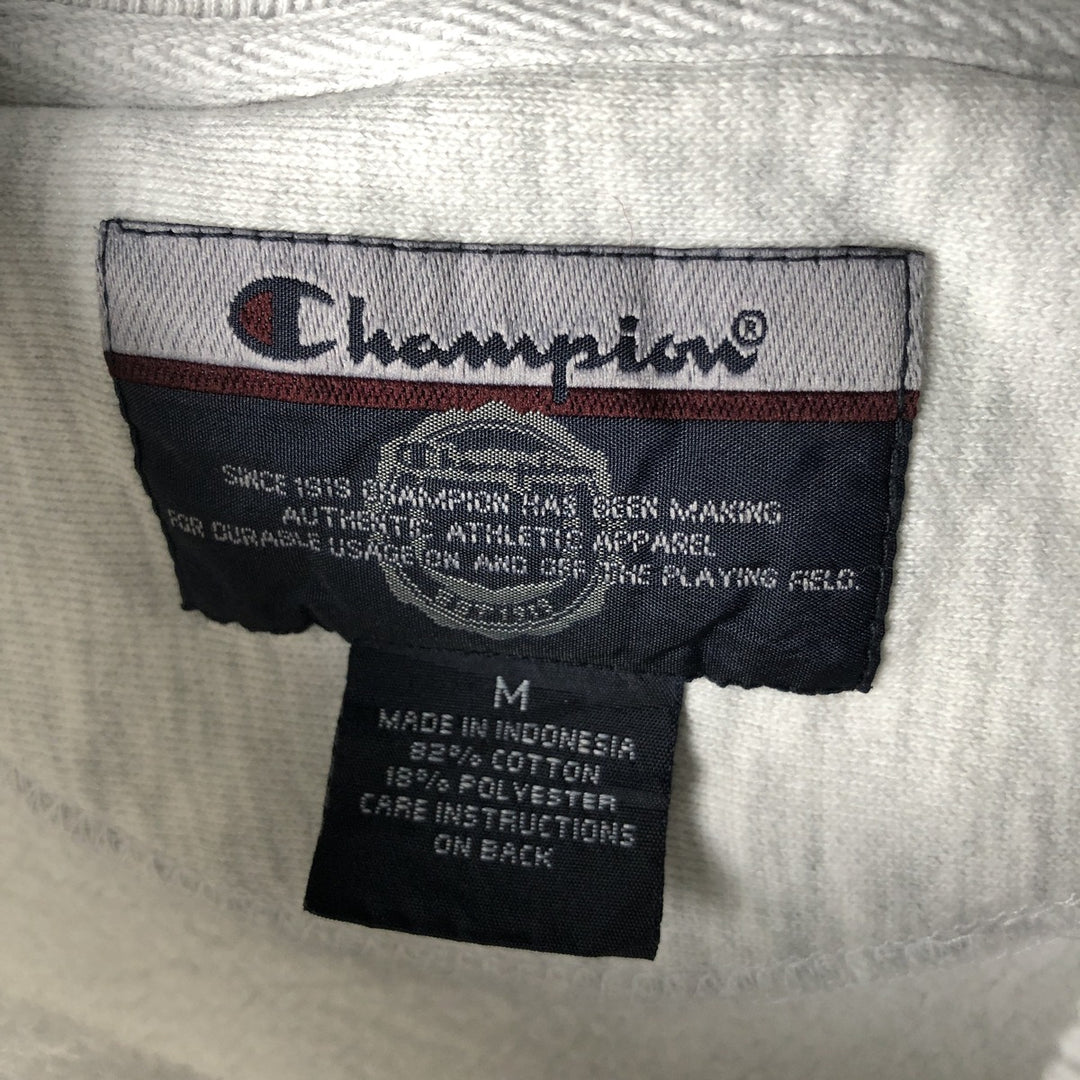 Champion®
Champion
SINCE 1919 CHAMPION HAS BEEN MAKING
AUTHENTIC ATHLETIC APPAREL
FOR DURABLE USAGE ON AND OFF THE PLAYING FIELD.
M
MADE IN INDONESIA
82% COTTON
18% POLYESTER
CARE INSTRUCTIONS
ON BACK